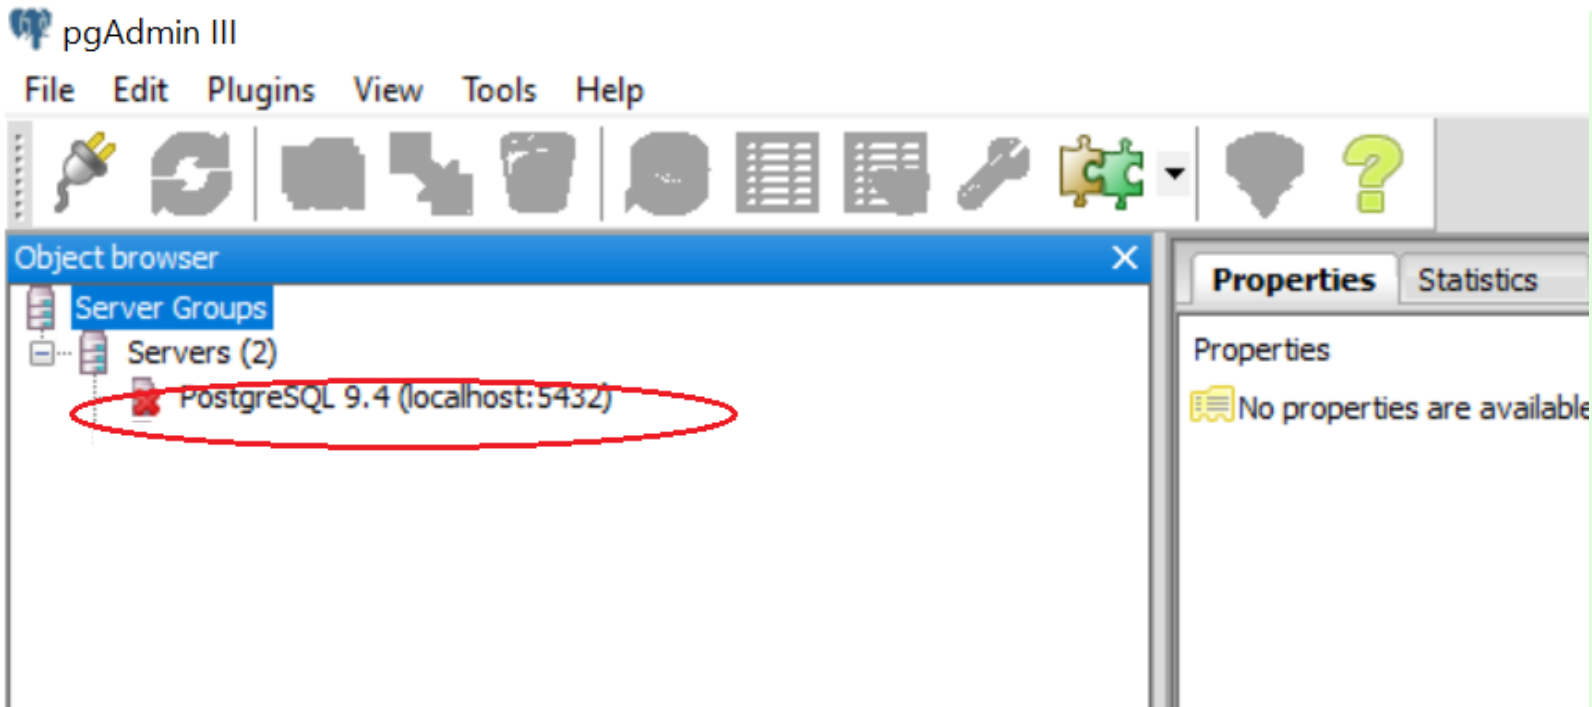 pgAdmin III
File Edit Plugins View Tools Help
Object browser
Server Groups
Servers (2)
PostgreSQL 9.4 (localhost:5432)
Properties Statistics
Properties
No properties are available